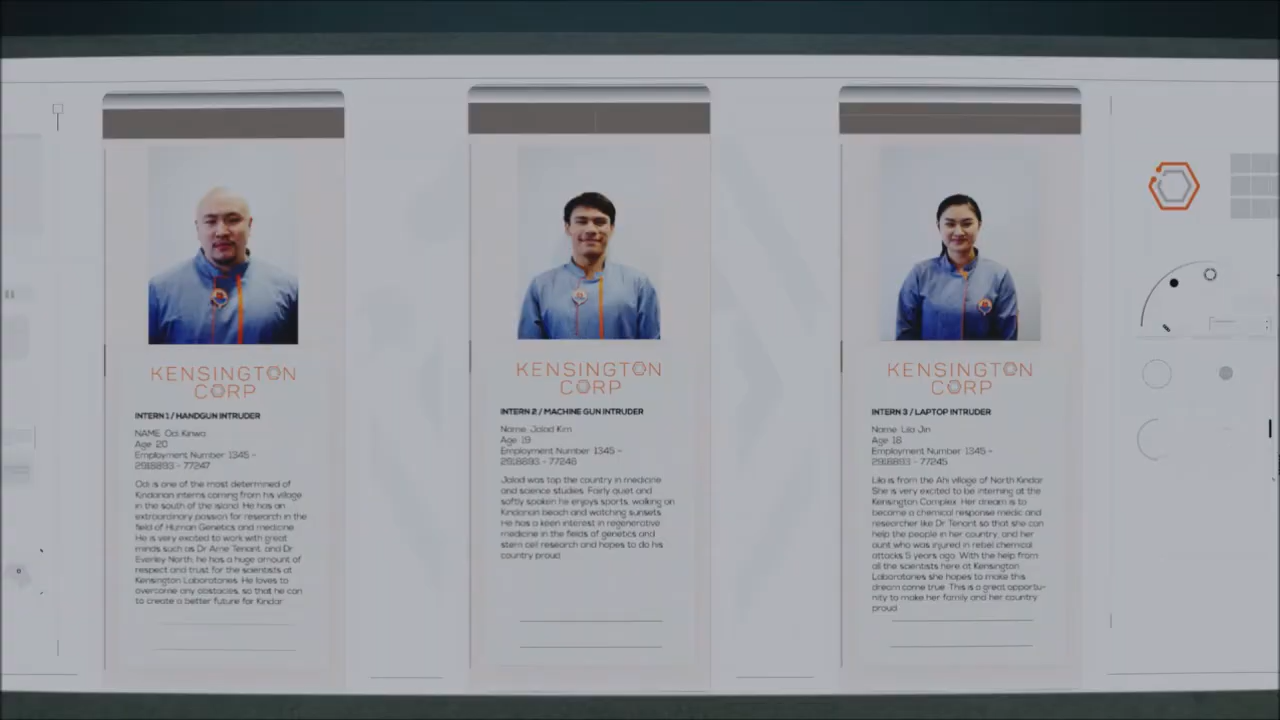 KENSINGTON
CORP
INTERN 1 / HANDGUN INTRUDER
NAME: Odi Kinwa
Age: 20
Employment Number: 1345 -
2918893 - 77247
Odi is one of the most determined of
Kindarian interns coming from his village
in the south of the island. He has an
extraordinary passion for research in the
field of Human Genetics and medicine.
He is very excited to work with great
minds such as Dr Arne Tenant, and Dr
Everley North, he has a huge amount of
respect and trust for the scientists at
Kensington Laboratories. He loves to
overcome any obstacles, so that he can
to create a better future for Kindar.
KENSINGTON
CORP
INTERN 2 / MACHINE GUN INTRUDER
Name: Jalad Kim
Age: 19
Employment Number: 1345 -
2918893 - 77246
Jalad was top the country in medicine
and science studies. Fairly quiet and
softly spoken he enjoys sports, walking on
Kindarian beach and watching sunsets.
He has a keen interest in regenerative
medicine in the fields of genetics and
stem cell research and hopes to do his
country proud.
KENSINGTON
CORP
INTERN 3 / LAPTOP INTRUDER
Name: Lila Jin
Age: 18
Employment Number: 1345 -
2918893 - 77245
Lila is from the Ahi village of North Kindar.
She is very excited to be interning at the
Kensington Complex. Her dream is to
become a chemical response medic and
researcher like Dr Tenant so that she can
help the people in her country, and her
aunt who was injured in rebel chemical
attacks 5 years ago. With the help from
all the scientists here at Kensington
Laboratories she hopes to make this
dream come true. This is a great opportu-
nity to make her family and her country
proud.